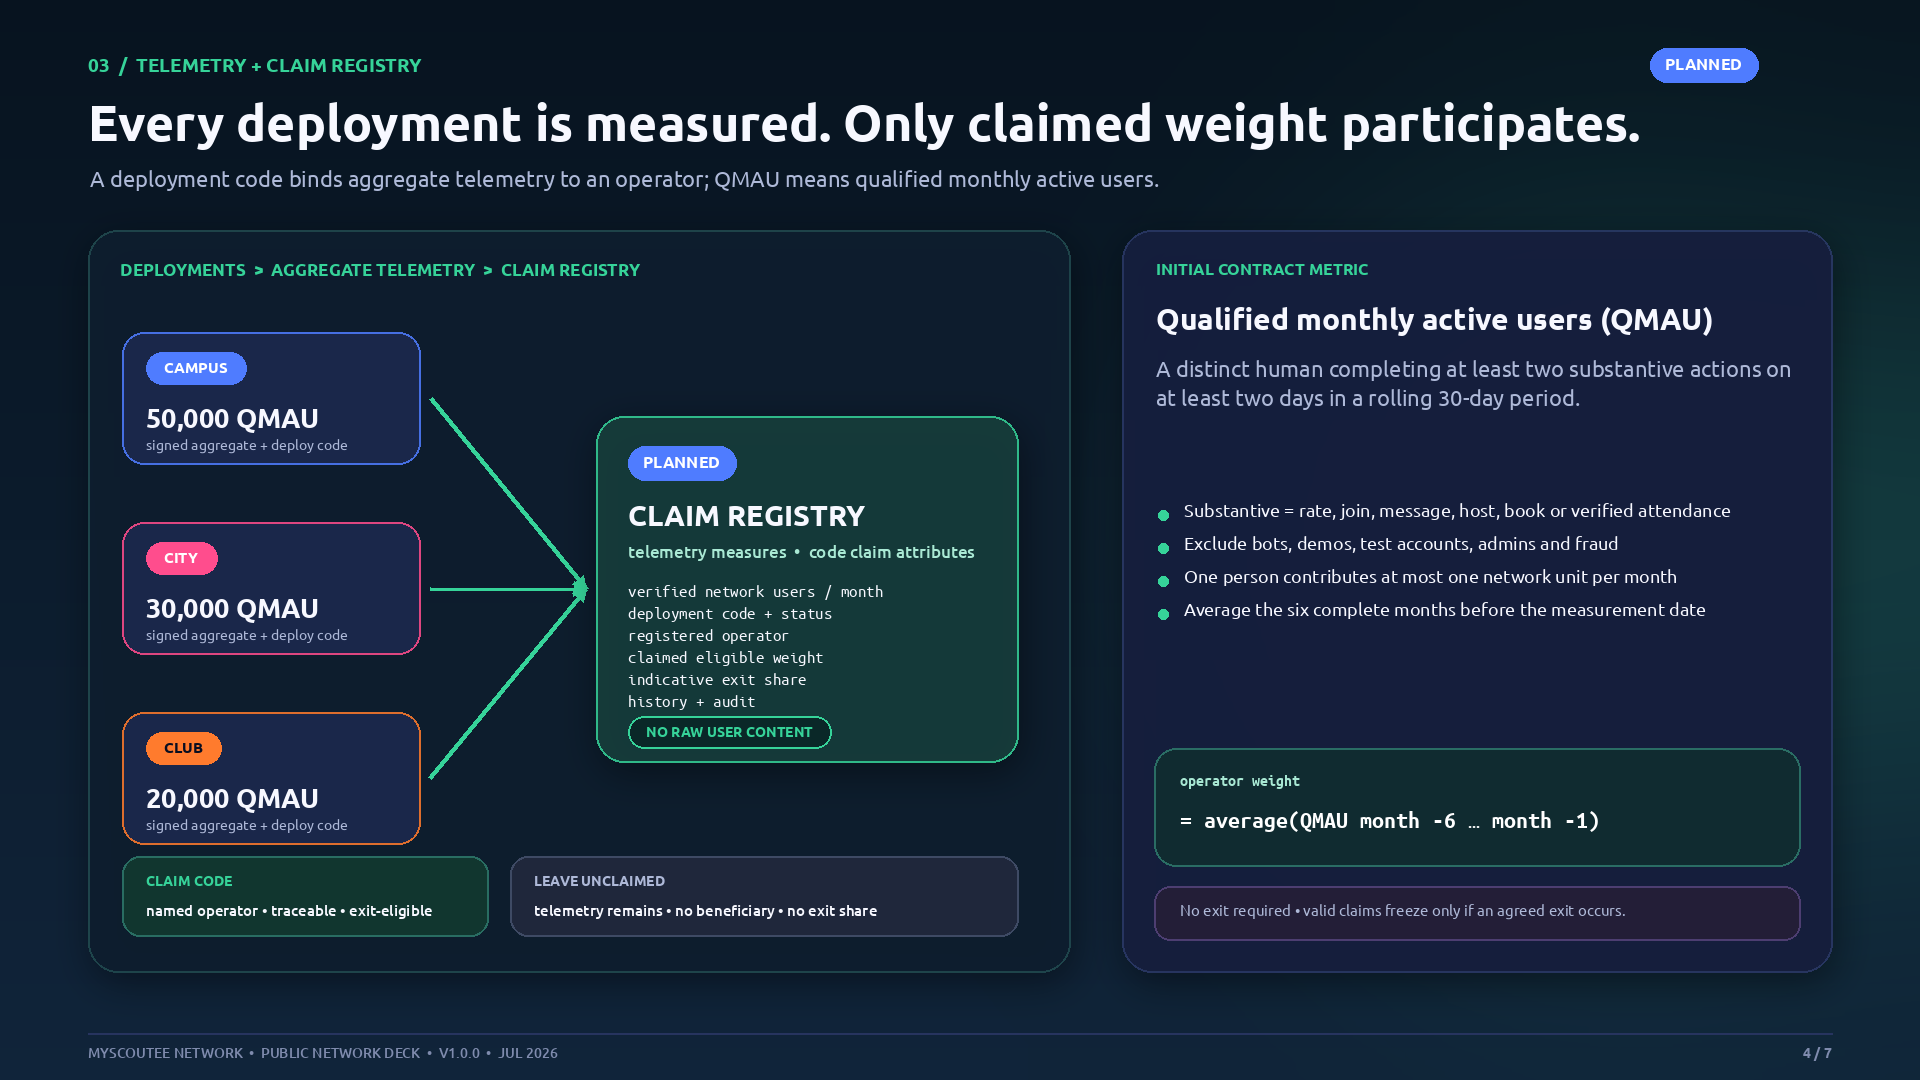 03 / TELEMETRY + CLAIM REGISTRY
PLANNED
Every deployment is measured. Only claimed weight participates.
A deployment code binds aggregate telemetry to an operator; QMAU means qualified monthly active users.
DEPLOYMENTS > AGGREGATE TELEMETRY > CLAIM REGISTRY
CAMPUS
50,000 QMAU
signed aggregate + deploy code
CITY
30,000 QMAU
signed aggregate + deploy code
CLUB
20,000 QMAU
signed aggregate + deploy code
PLANNED
CLAIM REGISTRY
telemetry measures • code claim attributes
verified network users / month
deployment code + status
registered operator
claimed eligible weight
indicative exit share
history + audit
NO RAW USER CONTENT
CLAIM CODE
named operator • traceable • exit-eligible
LEAVE UNCLAIMED
telemetry remains • no beneficiary • no exit share
INITIAL CONTRACT METRIC
Qualified monthly active users (QMAU)
A distinct human completing at least two substantive actions on
at least two days in a rolling 30-day period.
Substantive = rate, join, message, host, book or verified attendance
Exclude bots, demos, test accounts, admins and fraud
One person contributes at most one network unit per month
Average the six complete months before the measurement date
operator weight
= average(QMAU month -6 … month -1)
No exit required • valid claims freeze only if an agreed exit occurs.
MYSCOUTEE NETWORK • PUBLIC NETWORK DECK • V1.0.0 • JUL 2026
4 / 7